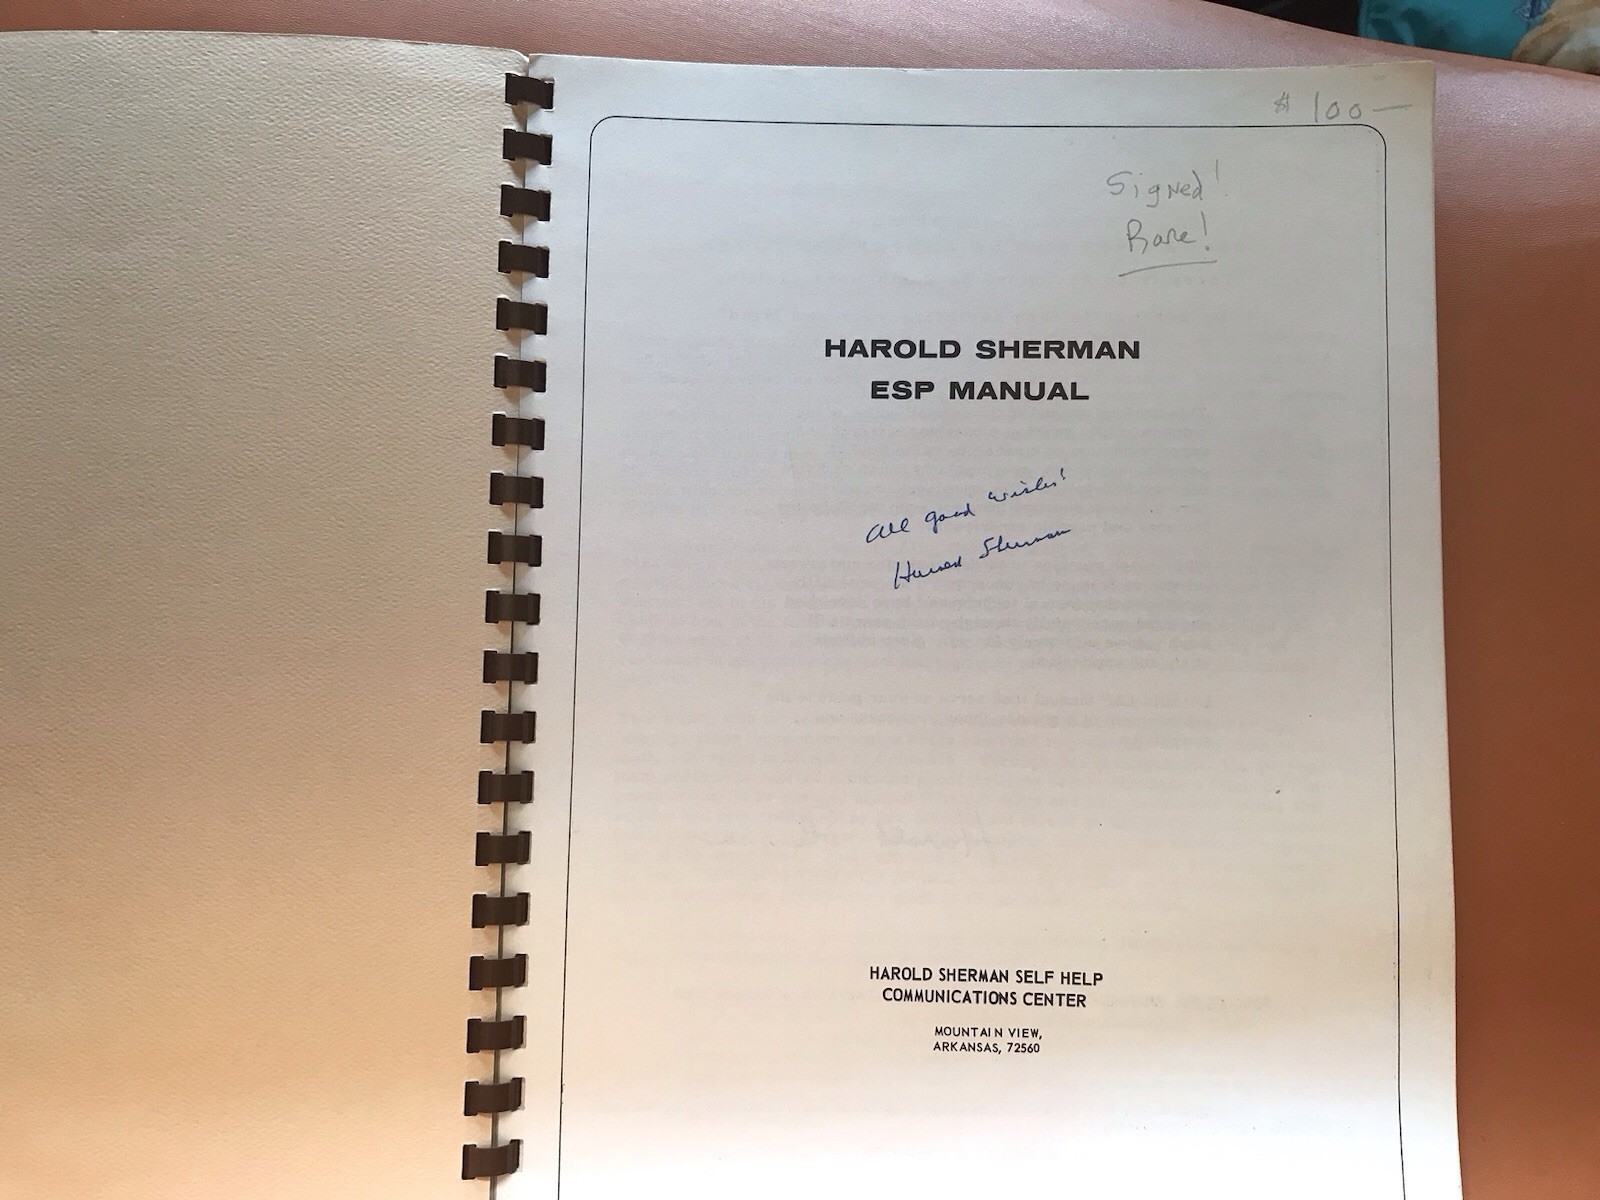 $ 100—
Signed!
Rare!
HAROLD SHERMAN
ESP MANUAL
All good wishes!
Harold Sherman
HAROLD SHERMAN SELF HELP
COMMUNICATIONS CENTER
MOUNTAIN VIEW,
ARKANSAS, 72560